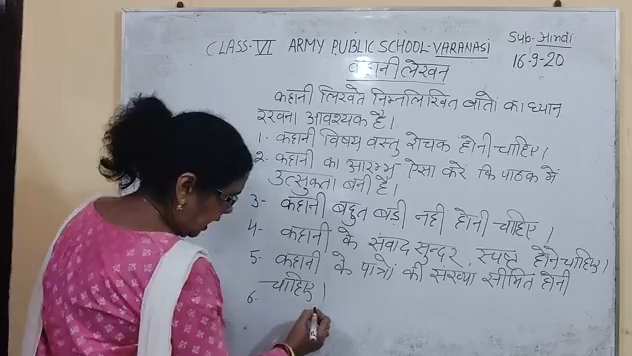 CLASS-VI ARMY PUBLIC SCHOOL-VARANASI
Sub. Hindi
16-9-20
कहानी लेखन
कहानी लिखते निम्नलिखित बातो का ध्यान
रखना आवश्यक है।
1. कहानी विषय वस्तु रोचक होनी चाहिए।
2. कहानी का आरम्भ ऐसा करे कि पाठक में
उत्सुकता बनी है।
3- कहानी बहुत बड़ी नही होनी चाहिए।
4- कहानी के संवाद सुन्दर, स्पष्ट होने चाहिए।
5- कहानी के पात्रो की संख्या सीमित होनी
चाहिए।
6-